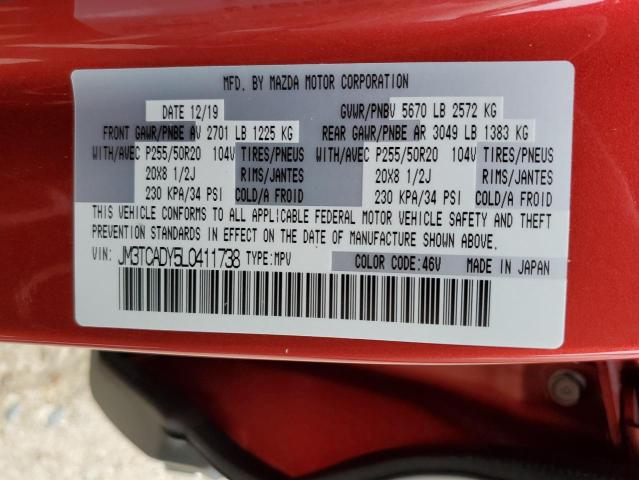 MFD. BY MAZDA MOTOR CORPORATION
DATE 12/19 GVWR/PNBV 5670 LB 2572 KG
FRONT GAWR/PNBE AV 2701 LB 1225 KG REAR GAWR/PNBE AR 3049 LB 1383 KG
WITH/AVEC P255/50R20 104V TIRES/PNEUS WITH/AVEC P255/50R20 104V TIRES/PNEUS
20X8 1/2J RIMS/JANTES 20X8 1/2J RIMS/JANTES
230 KPA/34 PSI COLD/A FROID 230 KPA/34 PSI COLD/A FROID
THIS VEHICLE CONFORMS TO ALL APPLICABLE FEDERAL MOTOR VEHICLE SAFETY AND THEFT
PREVENTION STANDARDS IN EFFECT ON THE DATE OF MANUFACTURE SHOWN ABOVE.
VIN: JM3TCADY5L0411738 TYPE:MPV COLOR CODE:46V MADE IN JAPAN